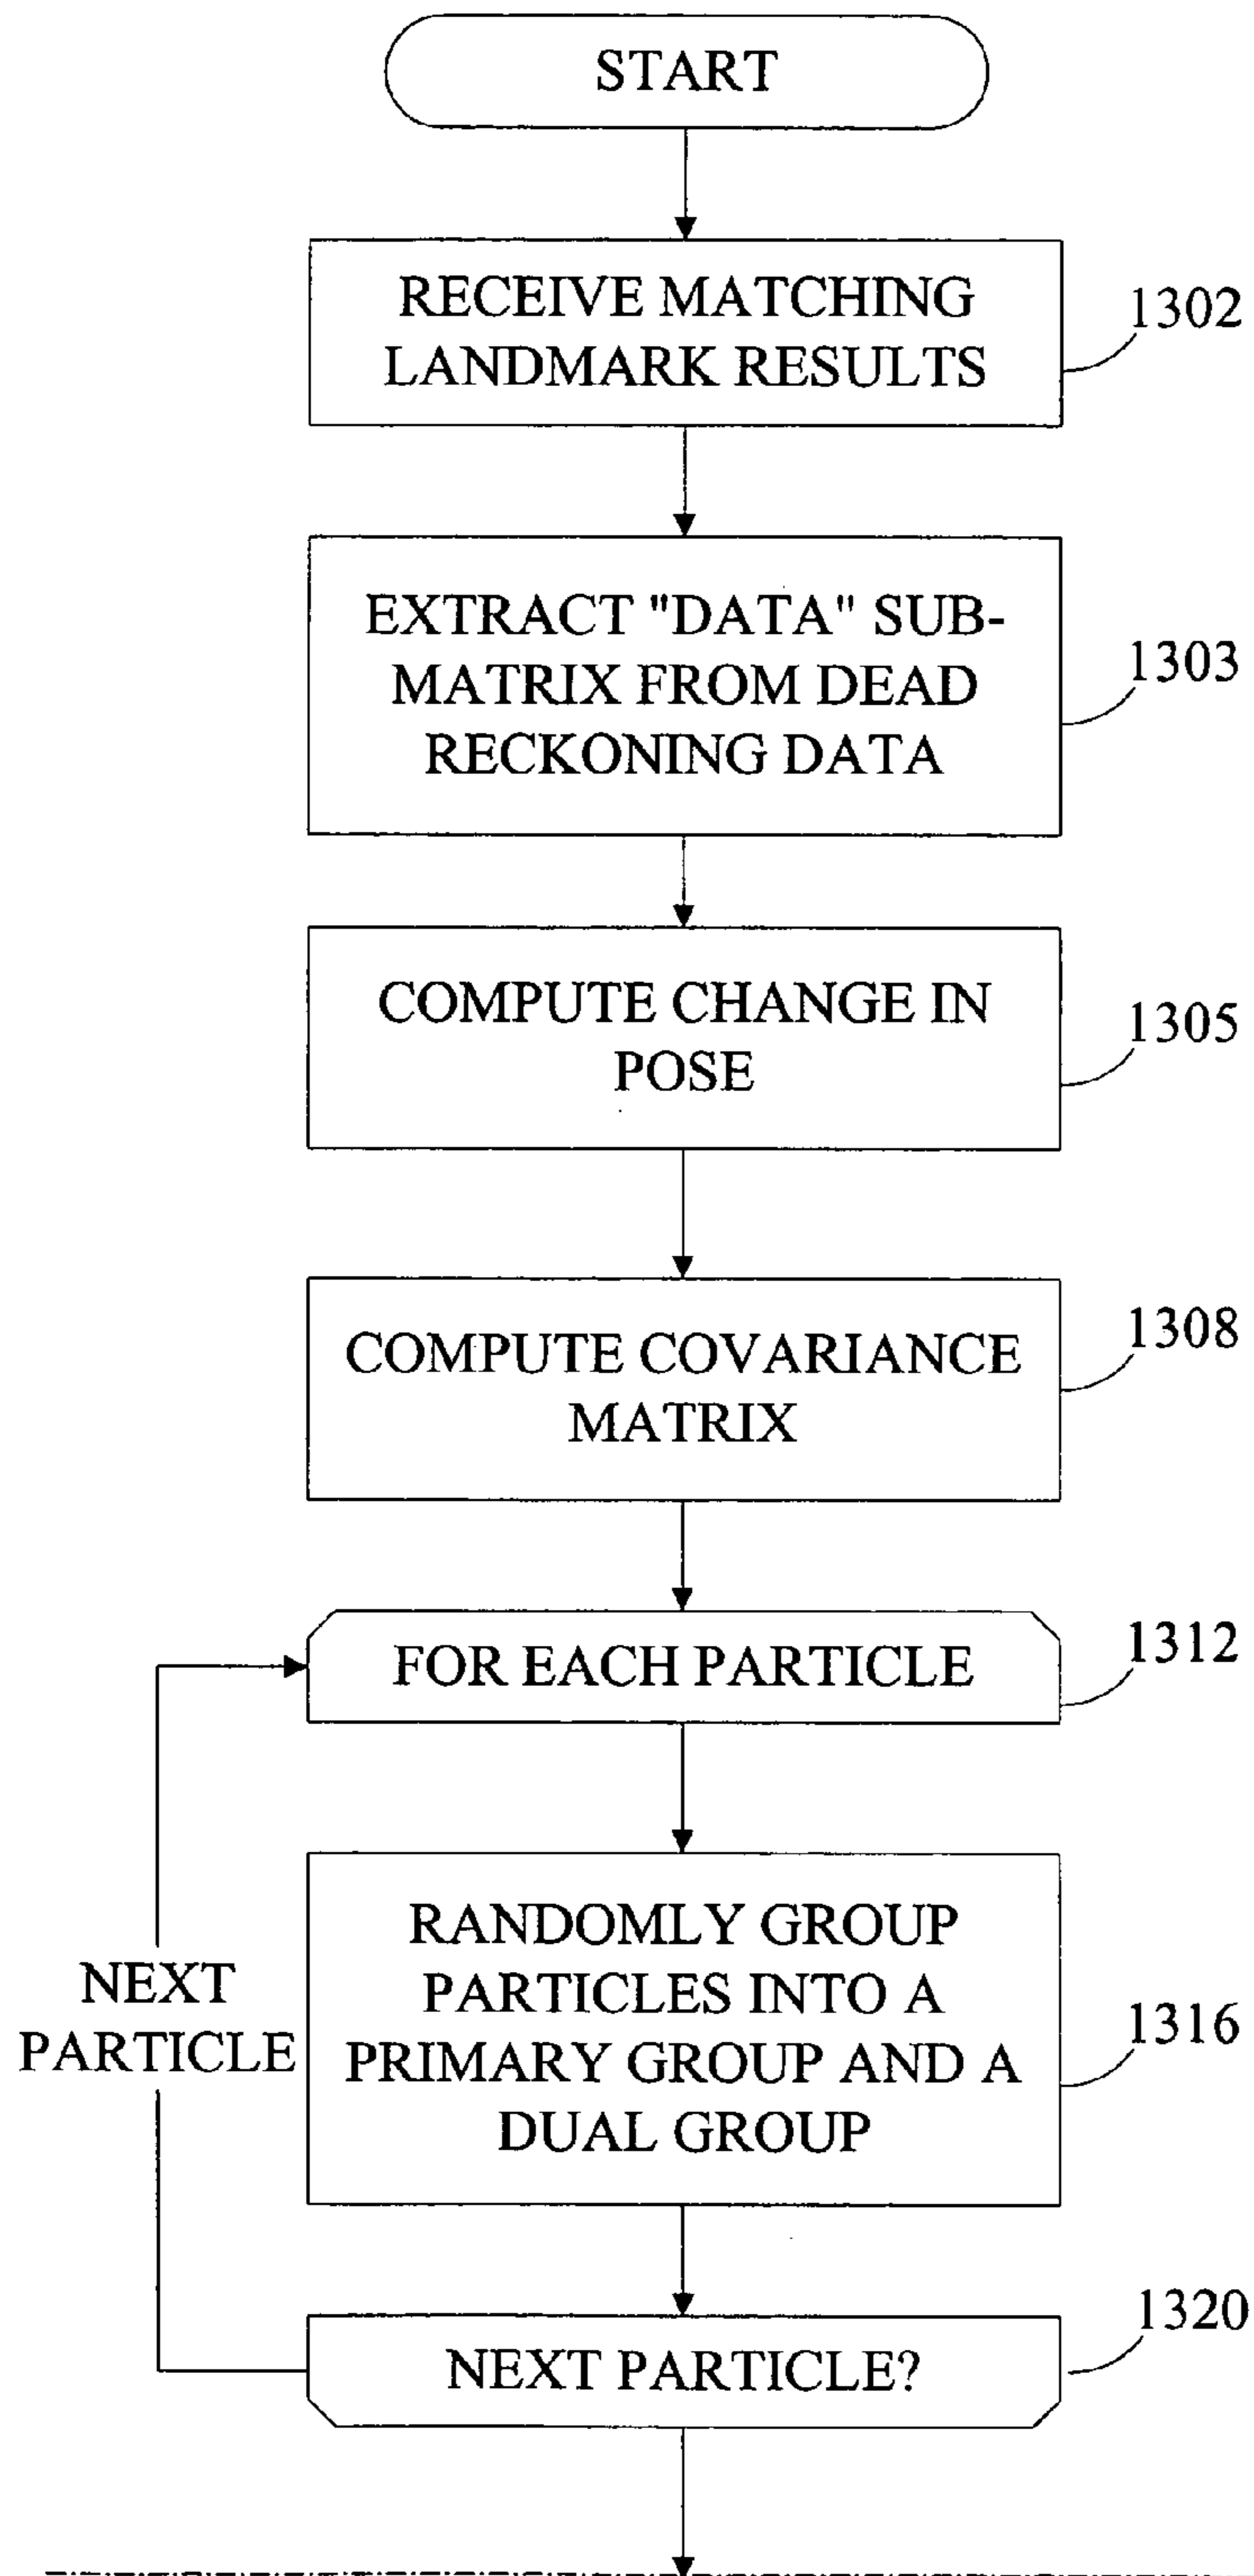 START
RECEIVE MATCHING
LANDMARK RESULTS
1302
EXTRACT "DATA" SUB-
MATRIX FROM DEAD
RECKONING DATA
1303
COMPUTE CHANGE IN
POSE
1305
COMPUTE COVARIANCE
MATRIX
1308
FOR EACH PARTICLE
1312
RANDOMLY GROUP
PARTICLES INTO A
PRIMARY GROUP AND A
DUAL GROUP
1316
NEXT
PARTICLE
NEXT PARTICLE?
1320